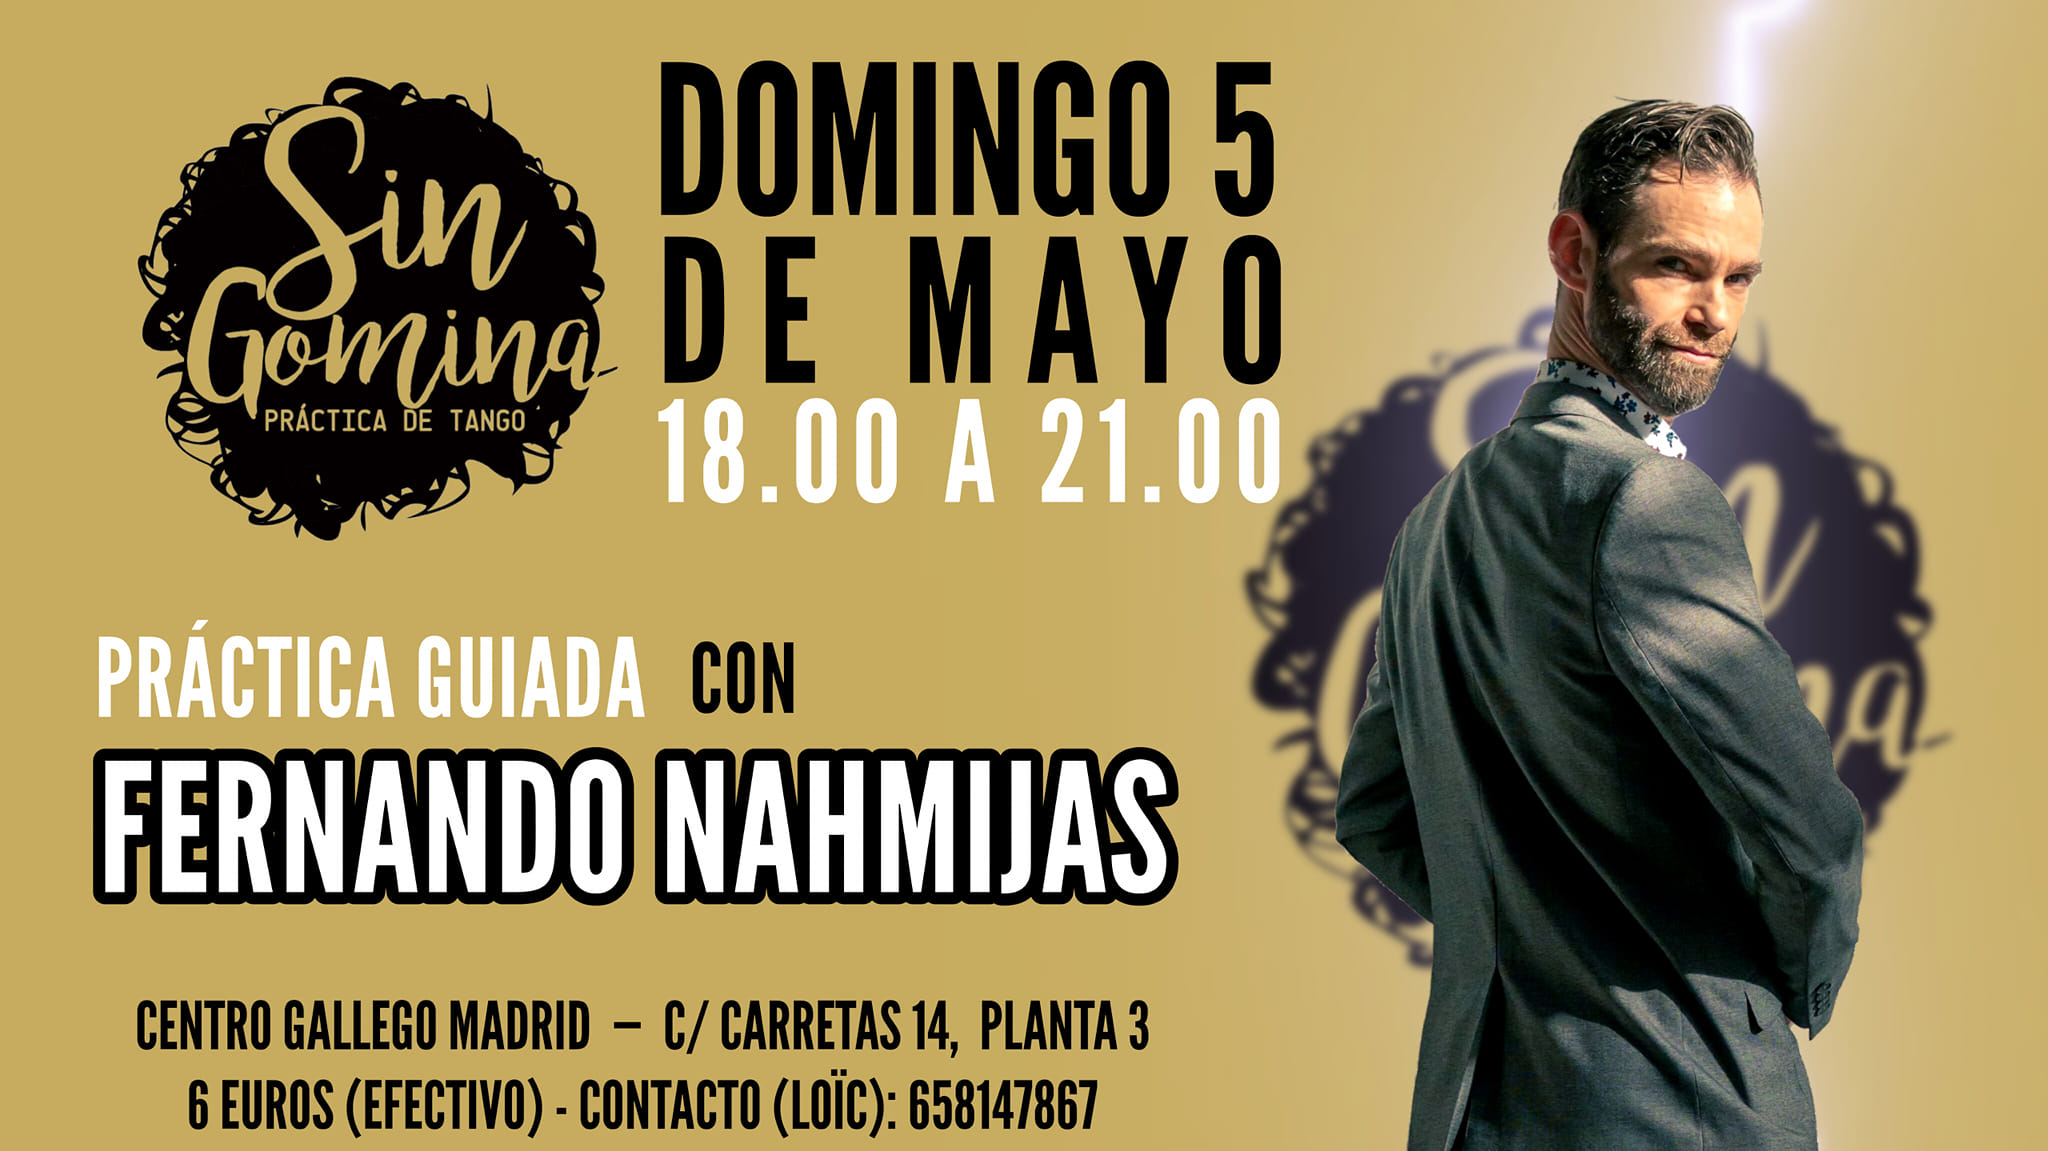 Sin
Gomina
PRÁCTICA DE TANGO
DOMINGO 5
DE MAYO
18.00 A 21.00
PRÁCTICA GUIADA CON
FERNANDO NAHMIJAS
CENTRO GALLEGO MADRID – C/ CARRETAS 14, PLANTA 3
6 EUROS (EFECTIVO) - CONTACTO (LOÏC): 658147867